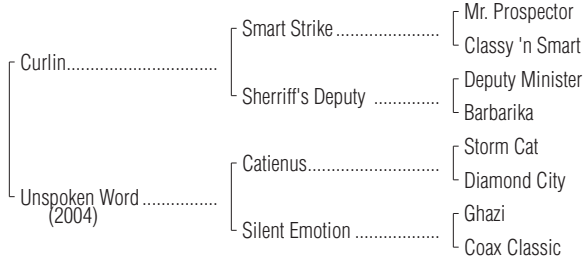 Mr. Prospector
Smart Strike ........................
Classy 'n Smart
Curlin..................................
Deputy Minister
Sherriff's Deputy ...............
Barbarika
Storm Cat
Catienus..............................
Diamond City
Unspoken Word .................
(2004)
Ghazi
Silent Emotion ...................
Coax Classic